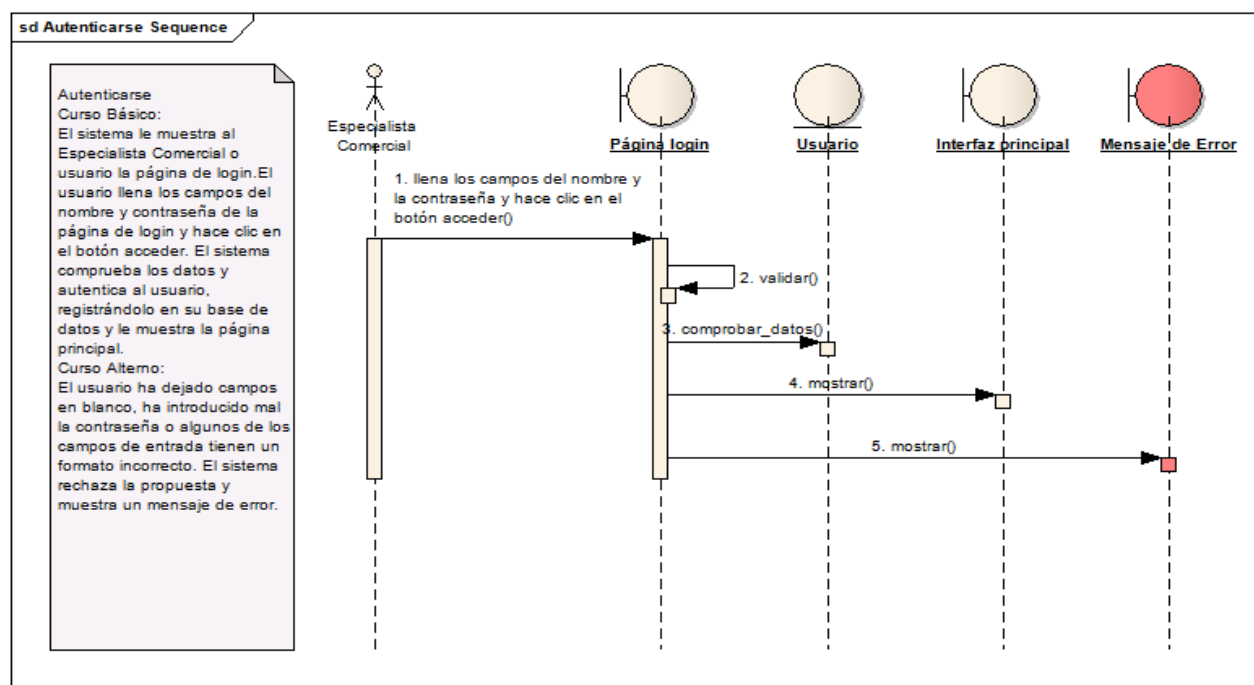 sd Autenticarse Sequence
Autenticarse
Curso Básico:
El sistema le muestra al
Especialista Comercial o
usuario la página de login.El
usuario llena los campos del
nombre y contraseña de la
página de login y hace clic en
el botón acceder. El sistema
comprueba los datos y
autentica al usuario,
registrándolo en su base de
datos y le muestra la página
principal.
Curso Alterno:
El usuario ha dejado campos
en blanco, ha introducido mal
la contraseña o algunos de los
campos de entrada tienen un
formato incorrecto. El sistema
rechaza la propuesta y
muestra un mensaje de error.
Especialista
Comercial
Página login
Usuario
Interfaz principal
Mensaje de Error
1. llena los campos del nombre y
la contraseña y hace clic en el
botón acceder()
2. validar()
3. comprobar_datos()
4. mostrar()
5. mostrar()